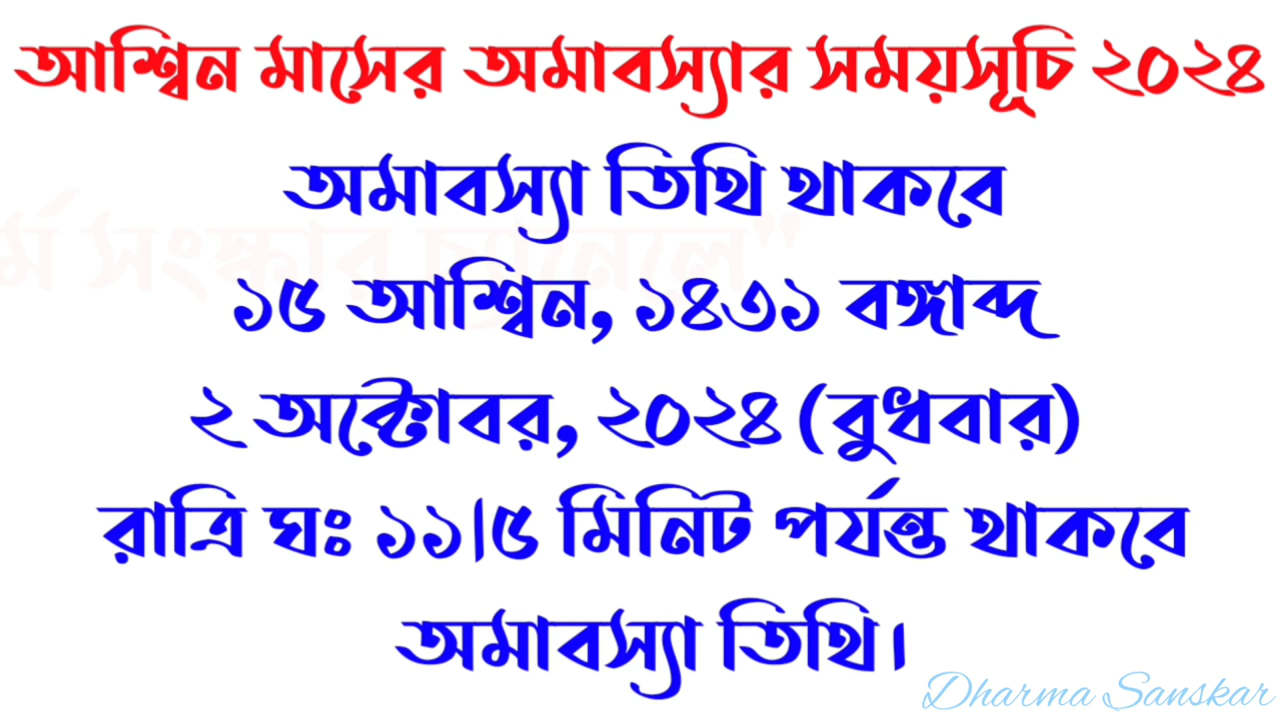 আশ্বিন মাসের অমাবস্যার সময়সূচি ২০২৪
অমাবস্যা তিথি থাকবে
র্ম সংস্কার চ্যানেলে"
১৫ আশ্বিন, ১৪৩১ বঙ্গাব্দ
২ অক্টোবর, ২০২৪ (বুধবার)
রাত্রি ঘঃ ১১|৫ মিনিট পর্যন্ত থাকবে
অমাবস্যা তিথি।
Dharma Sanskar